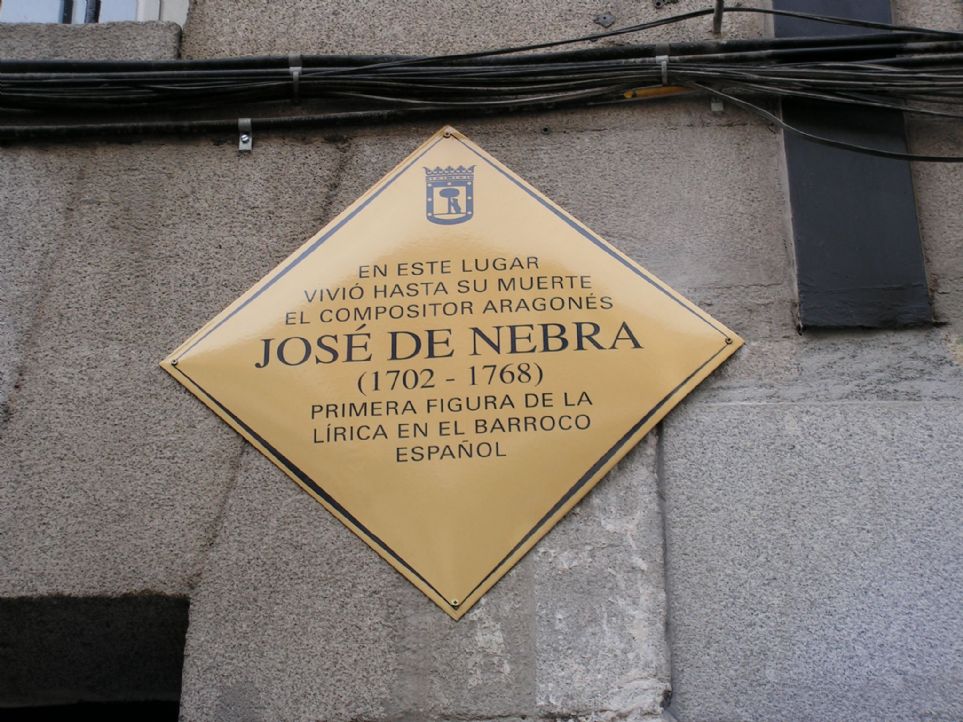 EN ESTE LUGAR
VIVIÓ HASTA SU MUERTE
EL COMPOSITOR ARAGONÉS
JOSÉ DE NEBRA
(1702 - 1768)
PRIMERA FIGURA DE LA
LÍRICA EN EL BARROCO
ESPAÑOL